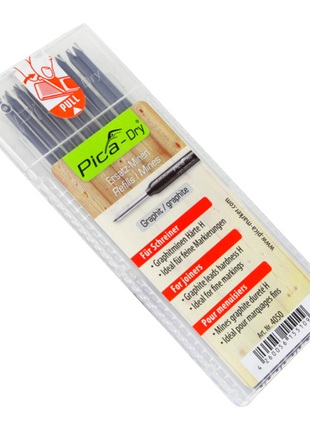 PULL
Pica-Dry
Ersatz-Minen
Refills / Mines
Graphit / graphite
Für Schreiner
• Graphitminen Härte H
• Ideal für feine Markierungen
For joiners
• Graphite leads hardness H
• Ideal for fine markings
Pour menuisiers
• Mines graphite dureté H
• Idéal pour marquages fins
Art. Nr. 4050
www.pica-marker.com